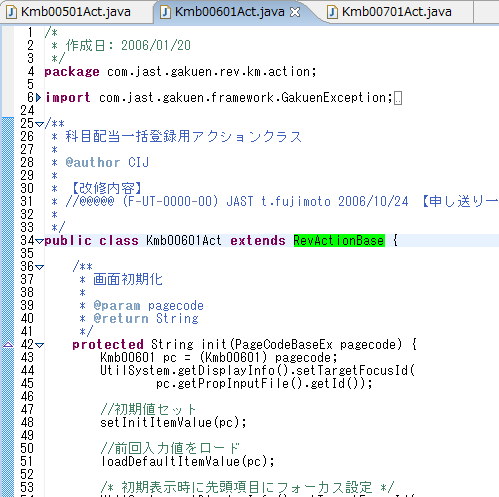 Kmb00501Act.java Kmb00601Act.java Kmb00701Act.java
1 /*
2 * 作成日: 2006/01/20
3 */
4 package com.jast.gakuen.rev.km.action;
5
6 import com.jast.gakuen.framework.GakuenException;
24
25 /**
26 * 科目配当一括登録用アクションクラス
27 *
28 * @author CIJ
29 *
30 * 【改修内容】
31 * //@@@@@ (F-UT-0000-00) JAST t.fujimoto 2006/10/24 【申し送り一
32 *
33 */
34 public class Kmb00601Act extends RevActionBase {
35
36 /**
37 * 画面初期化
38 *
39 * @param pagecode
40 * @return String
41 */
42 protected String init(PageCodeBaseEx pagecode) {
43 Kmb00601 pc = (Kmb00601) pagecode;
44 UtilSystem.getDisplayInfo().setTargetFocusId(
45 pc.getPropInputFile().getId());
46
47 //初期値セット
48 setInitItemValue(pc);
49
50 //前回入力値をロード
51 loadDefaultItemValue(pc);
52
53 /* 初期表示時に先頭項目にフォーカス設定 */